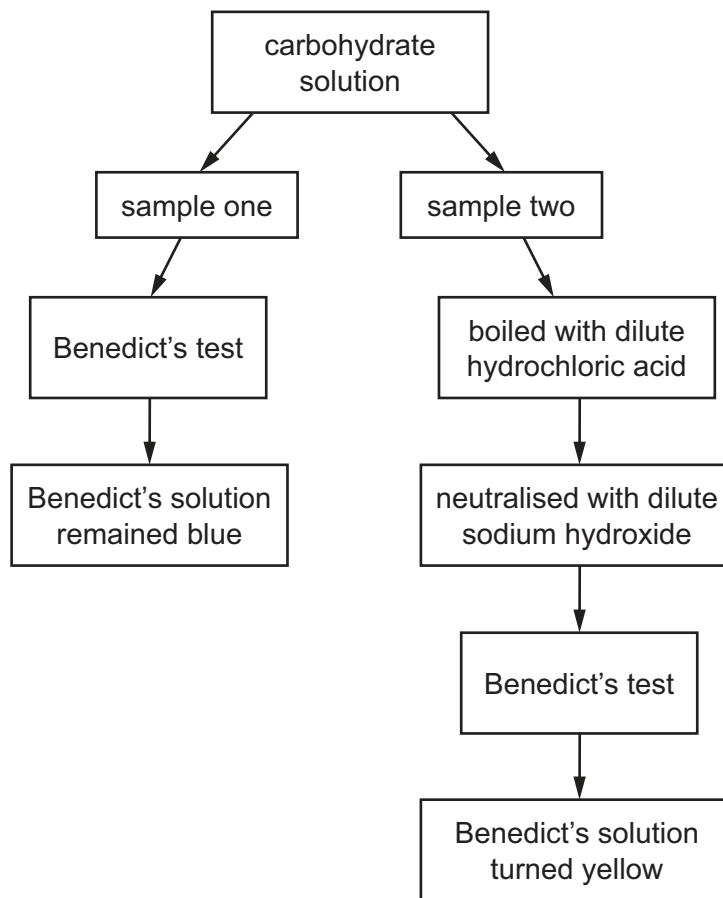 carbohydrate
solution
sample one
sample two
Benedict’s test
boiled with dilute
hydrochloric acid
Benedict’s solution
remained blue
neutralised with dilute
sodium hydroxide
Benedict’s test
Benedict’s solution
turned yellow